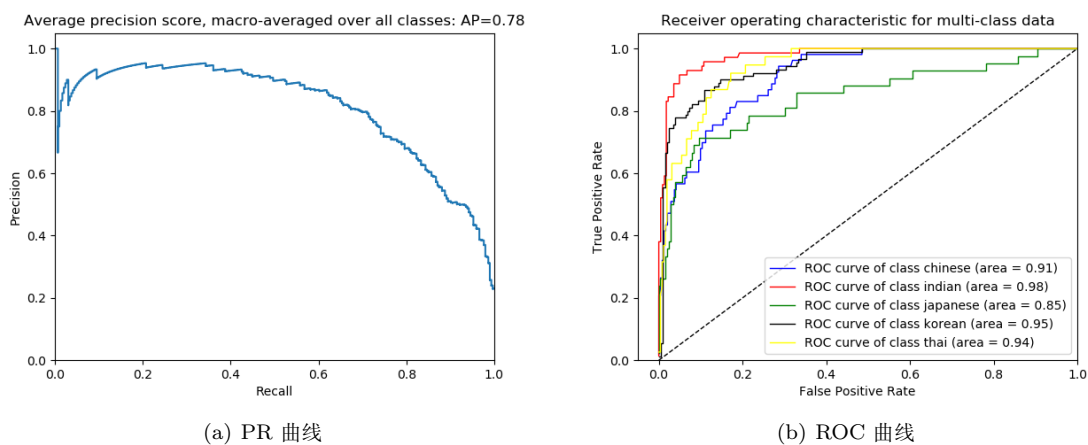 Average precision score, macro-averaged over all classes: AP=0.78
1.0
0.8
0.6
0.4
0.2
0.0
Precision
0.0 0.2 0.4 0.6 0.8 1.0
Recall
(a) PR 曲线
Receiver operating characteristic for multi-class data
1.0
0.8
0.6
0.4
0.2
0.0
True Positive Rate
ROC curve of class chinese (area = 0.91)
ROC curve of class indian (area = 0.98)
ROC curve of class japanese (area = 0.85)
ROC curve of class korean (area = 0.95)
ROC curve of class thai (area = 0.94)
0.0 0.2 0.4 0.6 0.8 1.0
False Positive Rate
(b) ROC 曲线